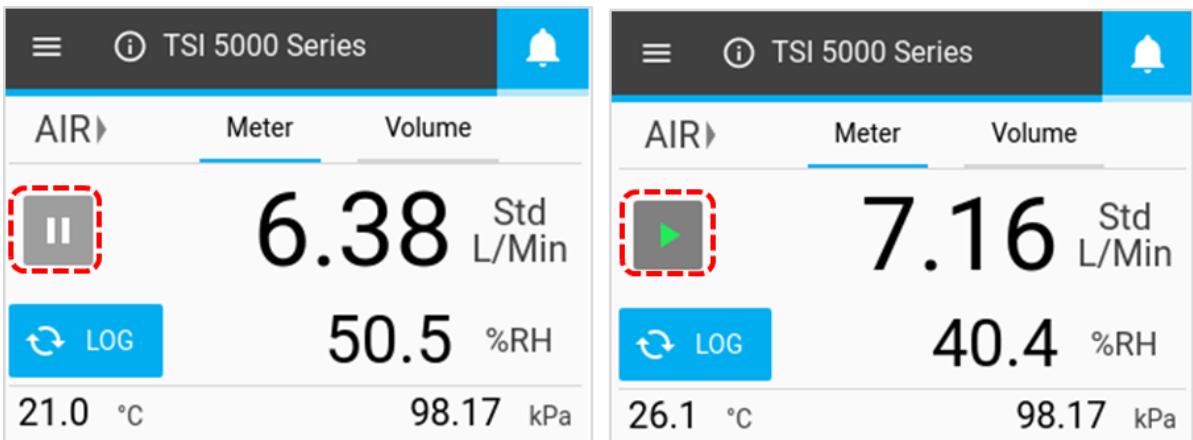 TSI 5000 Series
AIR Meter Volume
6.38 Std L/Min
LOG 50.5 %RH
21.0 °C 98.17 kPa
TSI 5000 Series
AIR Meter Volume
7.16 Std L/Min
LOG 40.4 %RH
26.1 °C 98.17 kPa